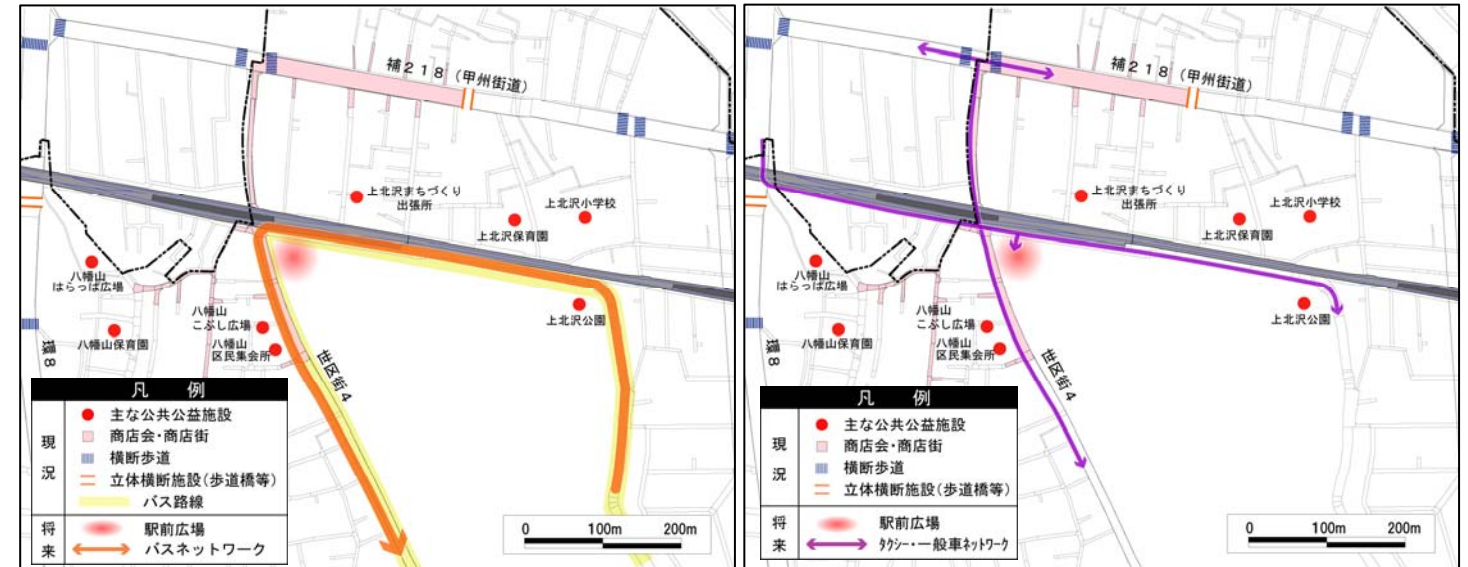 補218 (甲州街道)
上北沢まちづくり
出張所
上北沢小学校
上北沢保育園
八幡山
はらっぱ広場
上北沢公園
八幡山
こぶし広場
八幡山保育園
八幡山
区民集会所
環8
世区街4
凡 例
現況
主な公共公益施設
商店会・商店街
横断歩道
立体横断施設(歩道橋等)
バス路線
将来
駅前広場
バスネットワーク
0 100m 200m
補218 (甲州街道)
上北沢まちづくり
出張所
上北沢小学校
上北沢保育園
八幡山
はらっぱ広場
上北沢公園
八幡山
こぶし広場
八幡山保育園
八幡山
区民集会所
環8
世区街4
凡 例
現況
主な公共公益施設
商店会・商店街
横断歩道
立体横断施設(歩道橋等)
将来
駅前広場
タクシー・一般車ネットワーク
0 100m 200m